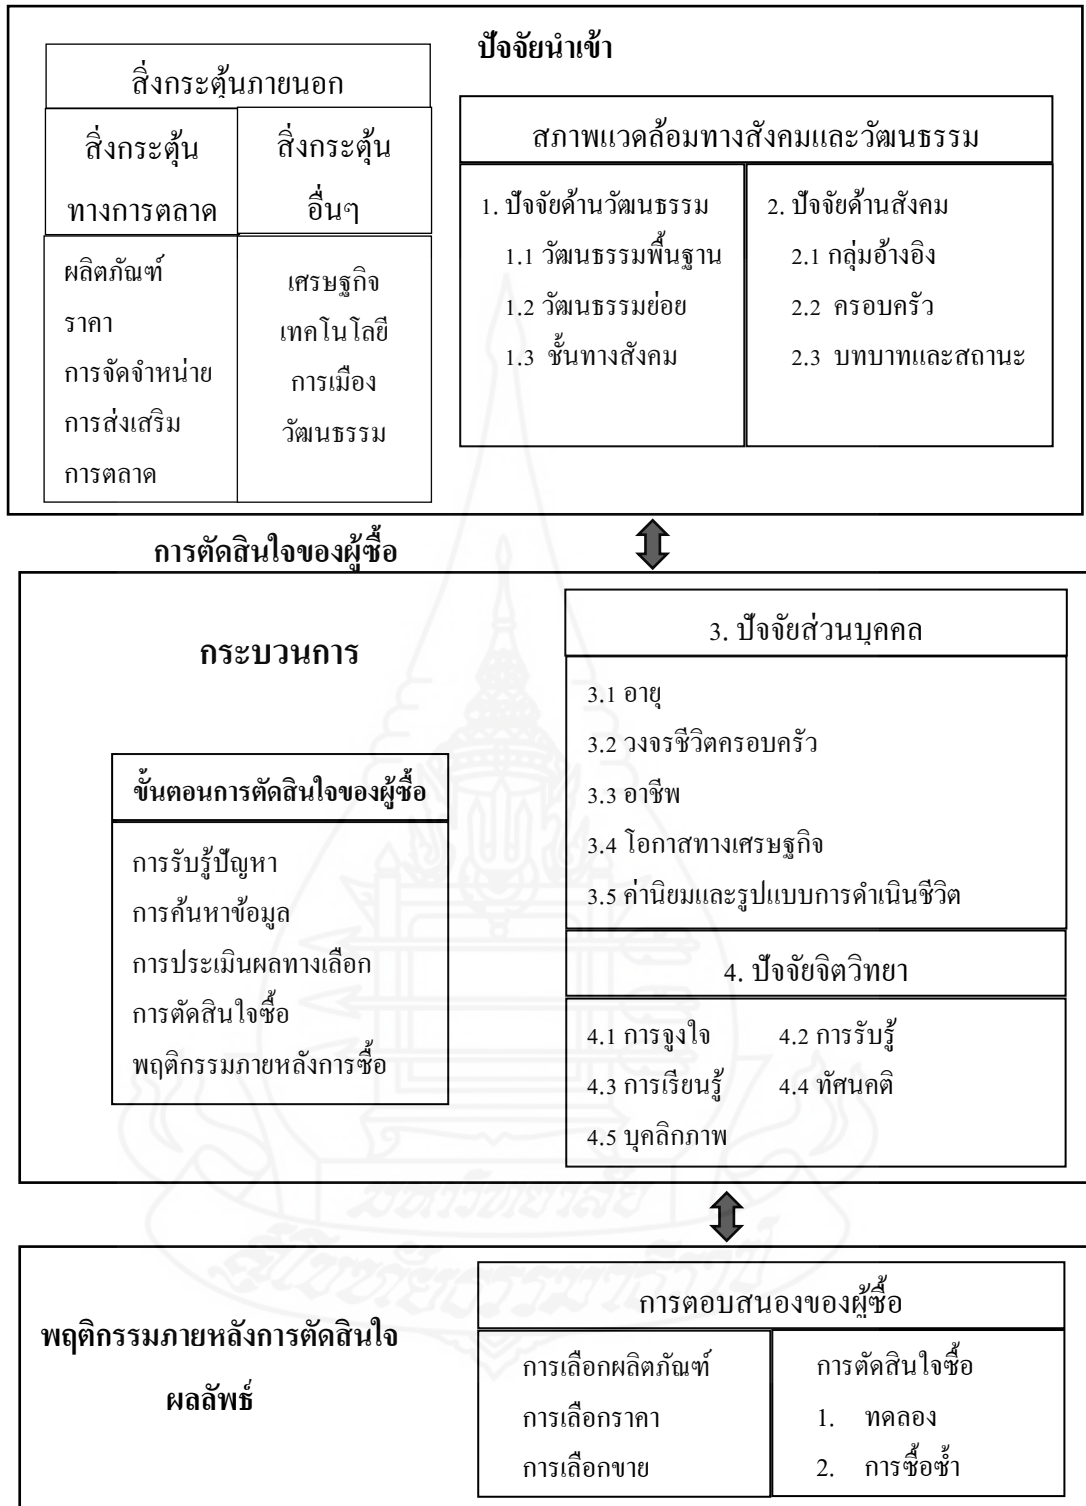 ปัจจัยนำเข้า
สิ่งกระตุ้นภายนอก
สิ่งกระตุ้น
ทางการตลาด
สิ่งกระตุ้น
อื่นๆ
ผลิตภัณฑ์
ราคา
การจัดจำหน่าย
การส่งเสริม
การตลาด
เศรษฐกิจ
เทคโนโลยี
การเมือง
วัฒนธรรม
สภาพแวดล้อมทางสังคมและวัฒนธรรม
1. ปัจจัยด้านวัฒนธรรม
1.1 วัฒนธรรมพื้นฐาน
1.2 วัฒนธรรมย่อย
1.3 ชั้นทางสังคม
2. ปัจจัยด้านสังคม
2.1 กลุ่มอ้างอิง
2.2 ครอบครัว
2.3 บทบาทและสถานะ
การตัดสินใจของผู้ซื้อ
กระบวนการ
ขั้นตอนการตัดสินใจของผู้ซื้อ
การรับรู้ปัญหา
การค้นหาข้อมูล
การประเมินผลทางเลือก
การตัดสินใจซื้อ
พฤติกรรมภายหลังการซื้อ
3. ปัจจัยส่วนบุคคล
3.1 อายุ
3.2 วงจรชีวิตครอบครัว
3.3 อาชีพ
3.4 โอกาสทางเศรษฐกิจ
3.5 ค่านิยมและรูปแบบการดำเนินชีวิต
4. ปัจจัยจิตวิทยา
4.1 การจูงใจ 4.2 การรับรู้
4.3 การเรียนรู้ 4.4 ทัศนคติ
4.5 บุคลิกภาพ
มหาวิทยาลัย
สุโขทัยธรรมาธิราช
พฤติกรรมภายหลังการตัดสินใจ
ผลลัพธ์
การตอบสนองของผู้ซื้อ
การเลือกผลิตภัณฑ์
การเลือกราคา
การเลือกขาย
การตัดสินใจซื้อ
1. ทดลอง
2. การซื้อซ้ำ